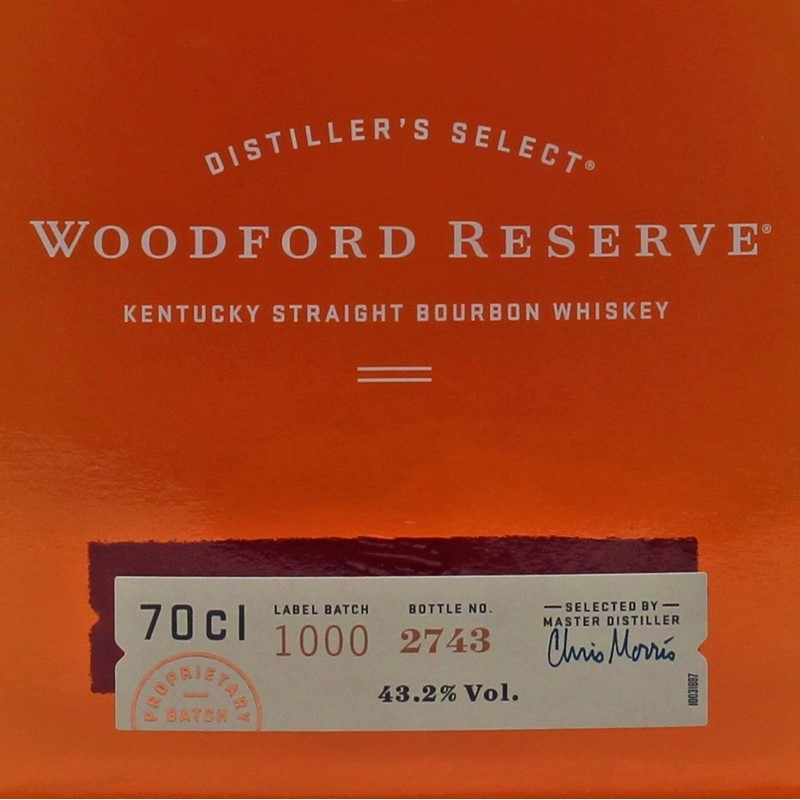 DISTILLER'S SELECT®
WOODFORD RESERVE®
KENTUCKY STRAIGHT BOURBON WHISKEY
70cl
LABEL BATCH
1000
BOTTLE NO.
2743
SELECTED BY
MASTER DISTILLER
Chris Morris
43.2% Vol.
PROPRIETARY
BATCH